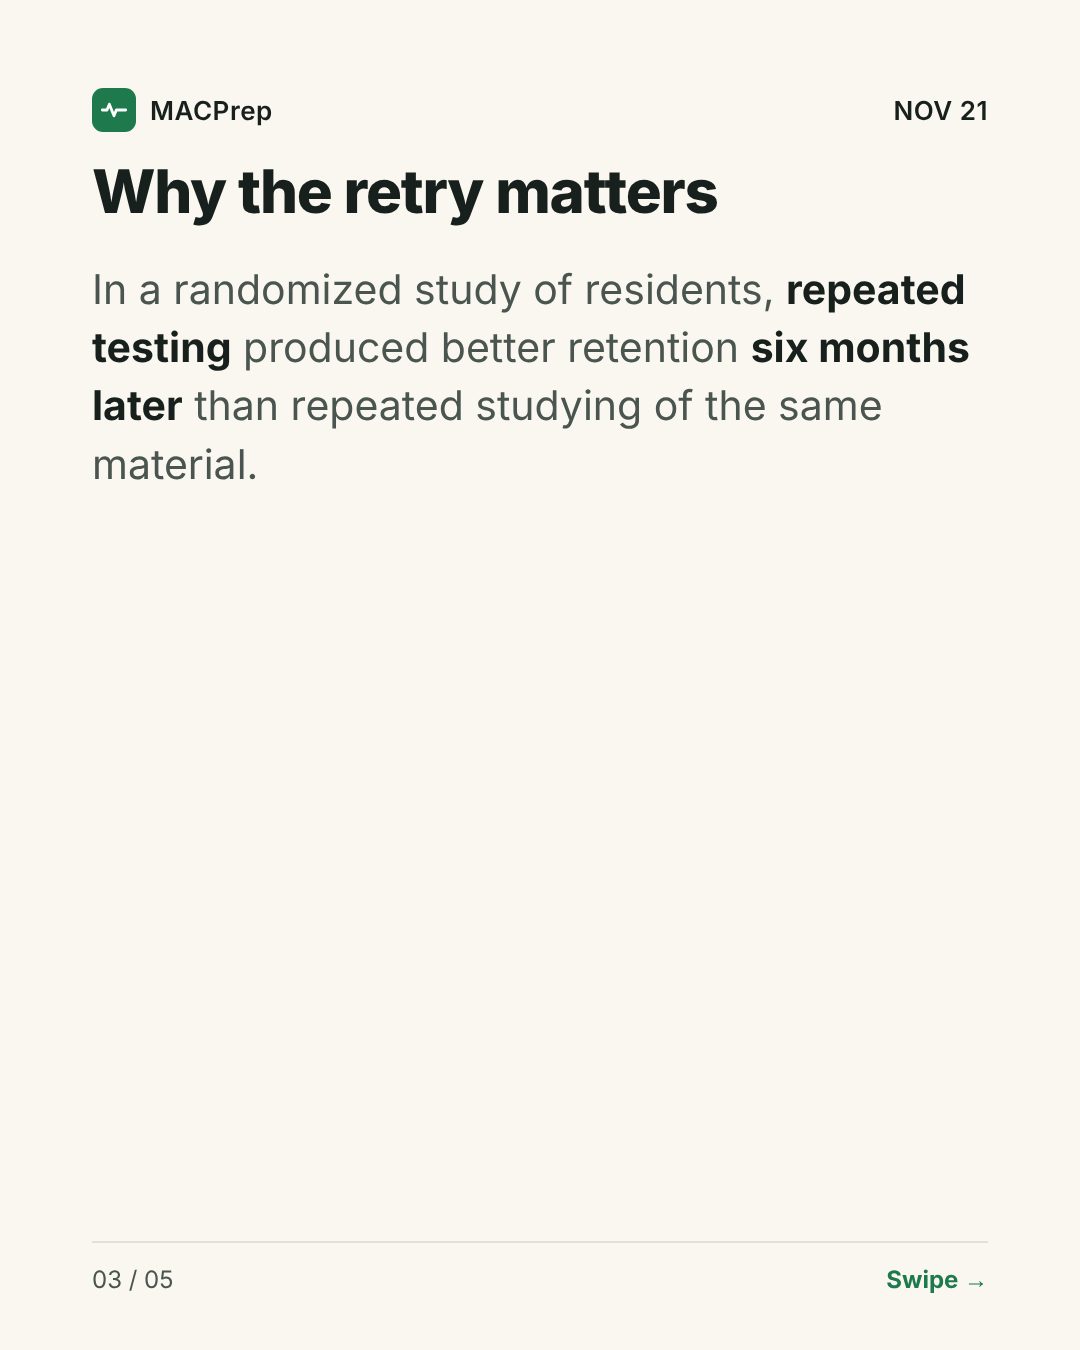 MACPrep
NOV 21
Why the retry matters
In a randomized study of residents, repeated
testing produced better retention six months
later than repeated studying of the same
material.
03 / 05
Swipe →